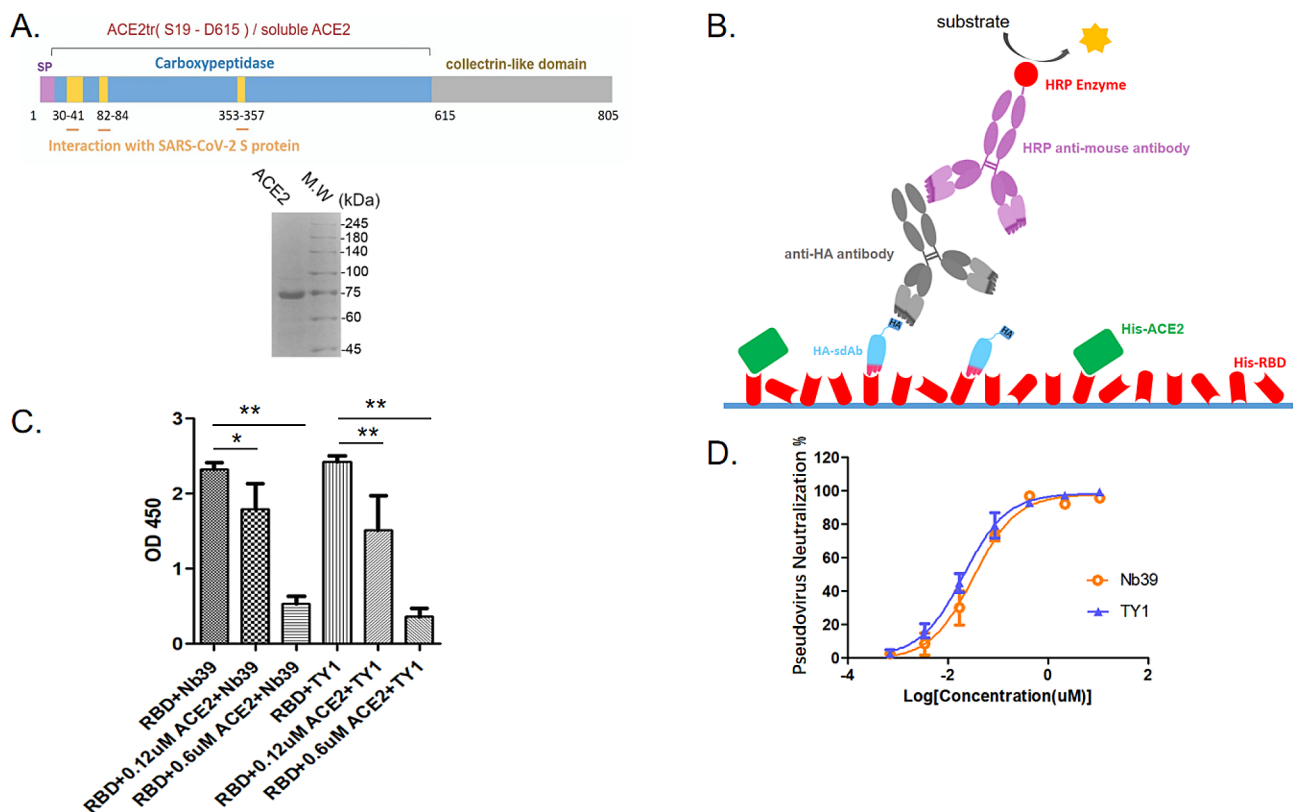 A.
ACE2tr( S19 - D615 ) / soluble ACE2
SP
Carboxypeptidase
collectrin-like domain
1 30-41 82-84 353-357 615 805
Interaction with SARS-CoV-2 S protein
ACE2 M.W (kDa)
-245
-180
-140
-100
-75
-60
-45
B.
substrate
HRP Enzyme
HRP anti-mouse antibody
anti-HA antibody
HA
HA
HA-sdAb
His-ACE2
His-RBD
C.
**
*
**
**
3
2
1
0
OD 450
RBD+Nb39
RBD+0.12uM ACE2+Nb39
RBD+0.6uM ACE2+Nb39
RBD+TY1
RBD+0.12uM ACE2+TY1
RBD+0.6uM ACE2+TY1
D.
Pseudovirus Neutralization %
120
100
80
60
40
20
0
-4 -2 0 2
Log[Concentration(uM)]
Nb39
TY1